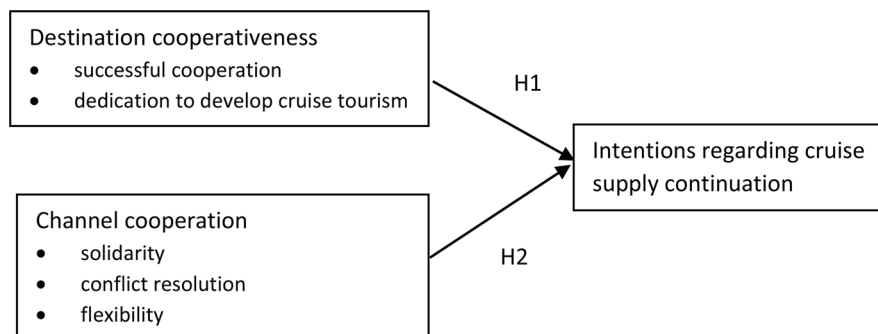 Destination cooperativeness
• successful cooperation
• dedication to develop cruise tourism
H1
Intentions regarding cruise
supply continuation
Channel cooperation
• solidarity
• conflict resolution
• flexibility
H2